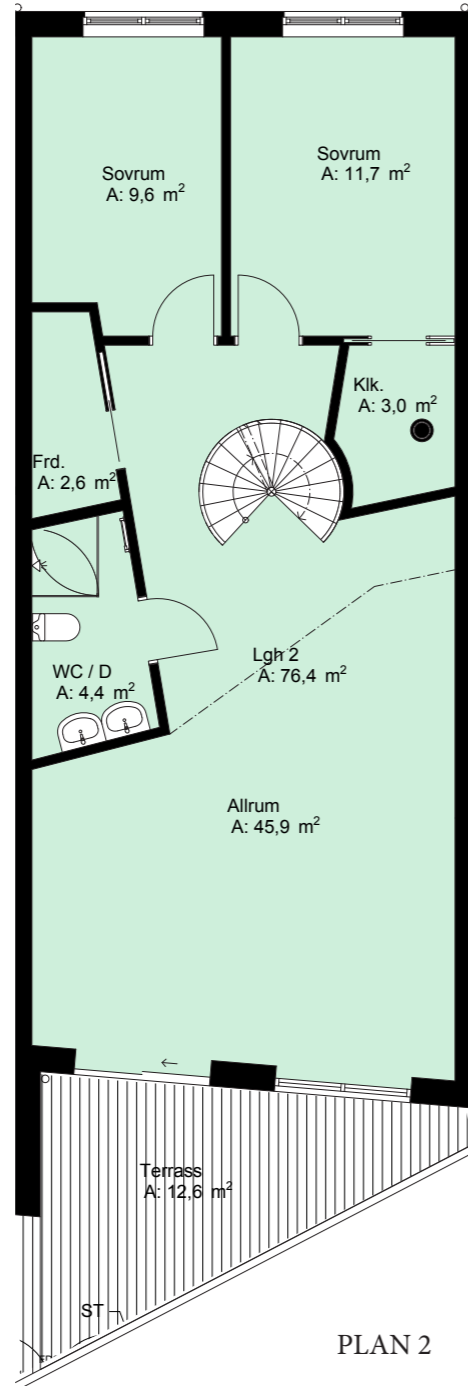 Sovrum
A: 9,6 m²
Sovrum
A: 11,7 m²
Klk.
A: 3,0 m²
Frd.
A: 2,6 m²
WC / D
A: 4,4 m²
Lgh 2
A: 76,4 m²
Allrum
A: 45,9 m²
Terrass
A: 12,6 m²
ST
PLAN 2